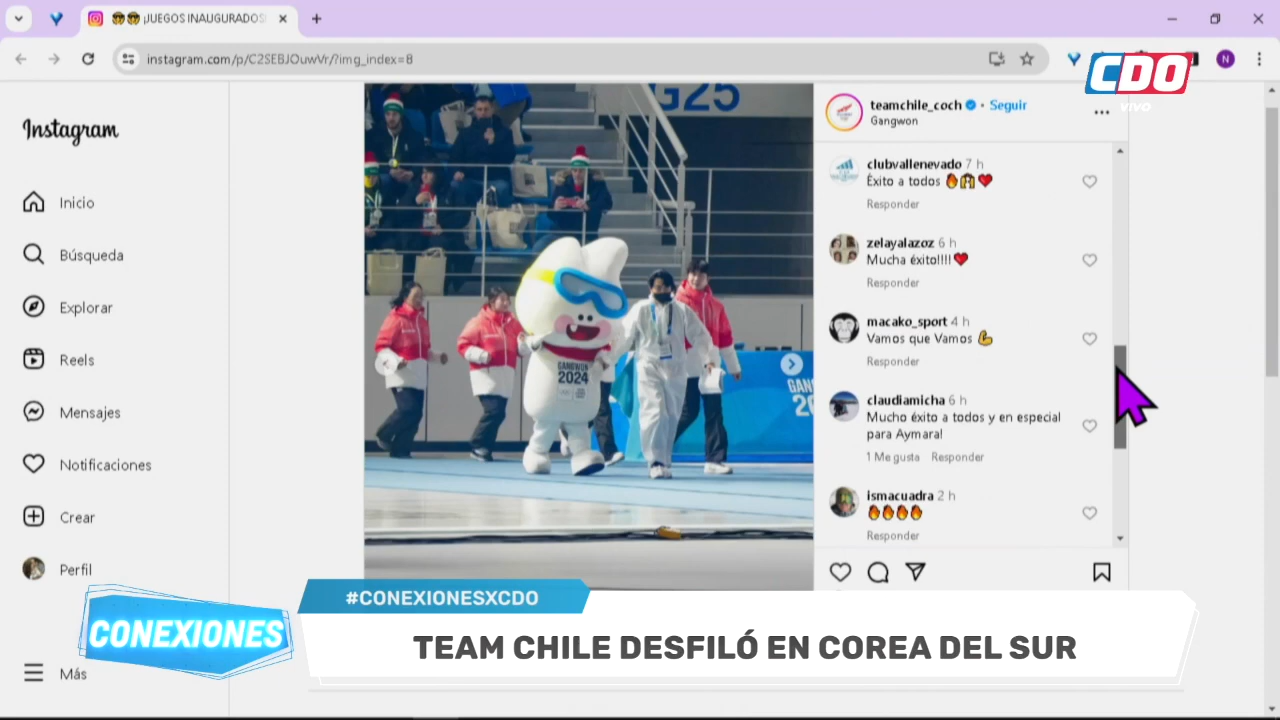 ¡JUEGOS INAUGURADOS!
instagram.com/p/C2SEBJOuwVr/?img_index=8
N
CDO
VIVO
Instagram
Inicio
Búsqueda
Explorar
Reels
Mensajes
Notificaciones
Crear
Perfil
Más
G25
GANGWON
2024
GAN
20
teamchile_coch • Seguir
Gangwon
clubvallenevado 7 h
Éxito a todos
Responder
zelayalazoz 6 h
Mucha éxito!!!!
Responder
macako_sport 4 h
Vamos que Vamos
Responder
claudiamicha 6 h
Mucho éxito a todos y en especial
para Aymara!
1 Me gusta Responder
ismacuadra 2 h
Responder
CONEXIONES
#CONEXIONESXCDO
TEAM CHILE DESFILÓ EN COREA DEL SUR